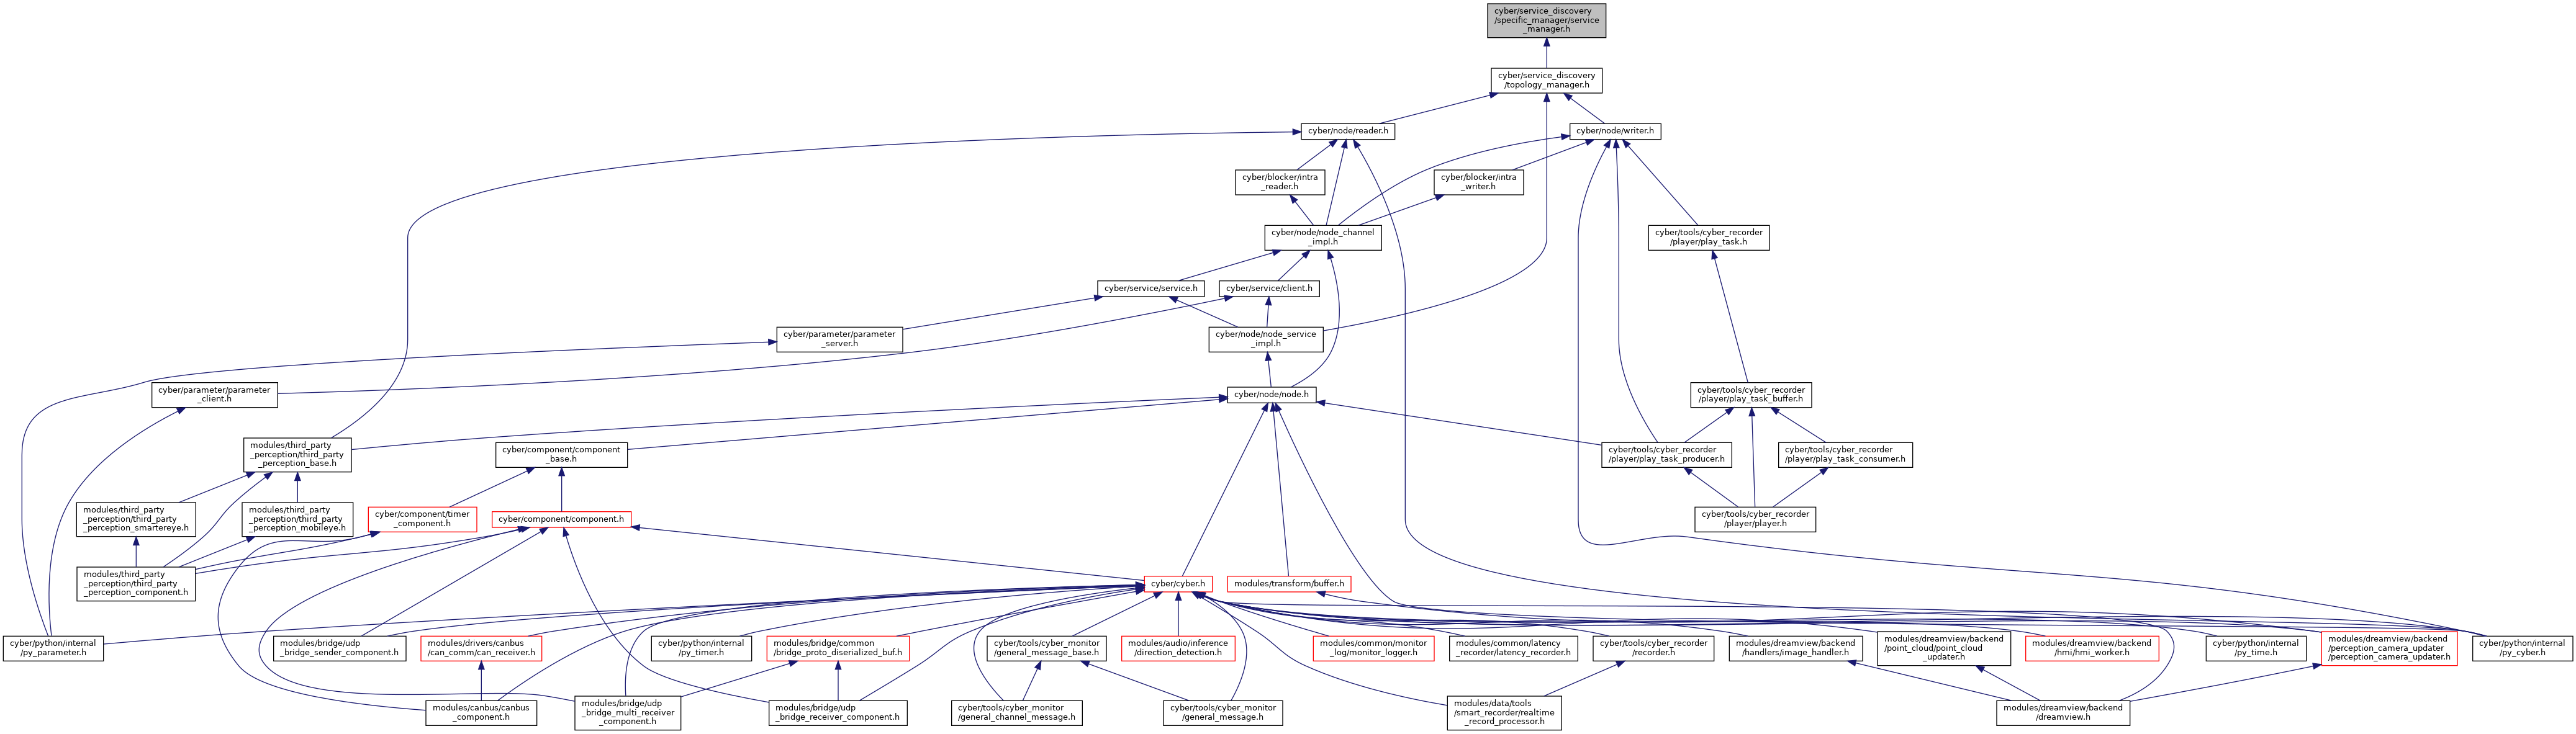 cyber/service_discovery
/specific_manager/service
_manager.h
cyber/service_discovery
/topology_manager.h
cyber/node/reader.h
cyber/node/writer.h
cyber/blocker/intra
_reader.h
cyber/blocker/intra
_writer.h
cyber/node/node_channel
_impl.h
cyber/tools/cyber_recorder
/player/play_task.h
cyber/service/service.h
cyber/service/client.h
cyber/parameter/parameter
_server.h
cyber/node/node_service
_impl.h
cyber/parameter/parameter
_client.h
cyber/node/node.h
cyber/tools/cyber_recorder
/player/play_task_buffer.h
modules/third_party
_perception/third_party
_perception_base.h
cyber/component/component
_base.h
cyber/tools/cyber_recorder
/player/play_task_producer.h
cyber/tools/cyber_recorder
/player/play_task_consumer.h
modules/third_party
_perception/third_party
_perception_smartereye.h
modules/third_party
_perception/third_party
_perception_mobileye.h
cyber/component/timer
_component.h
cyber/component/component.h
cyber/tools/cyber_recorder
/player/player.h
modules/third_party
_perception/third_party
_perception_component.h
cyber/cyber.h
modules/transform/buffer.h
cyber/python/internal
/py_parameter.h
modules/bridge/udp
_bridge_sender_component.h
modules/drivers/canbus
/can_comm/can_receiver.h
cyber/python/internal
/py_timer.h
modules/bridge/common
/bridge_proto_diserialized_buf.h
cyber/tools/cyber_monitor
/general_message_base.h
modules/audio/inference
/direction_detection.h
modules/common/monitor
_log/monitor_logger.h
modules/common/latency
_recorder/latency_recorder.h
cyber/tools/cyber_recorder
/recorder.h
modules/dreamview/backend
/handlers/image_handler.h
modules/dreamview/backend
/point_cloud/point_cloud
_updater.h
modules/dreamview/backend
/hmi/hmi_worker.h
cyber/python/internal
/py_time.h
modules/dreamview/backend
/perception_camera_updater
/perception_camera_updater.h
cyber/python/internal
/py_cyber.h
modules/canbus/canbus
_component.h
modules/bridge/udp
_bridge_multi_receiver
_component.h
modules/bridge/udp
_bridge_receiver_component.h
cyber/tools/cyber_monitor
/general_channel_message.h
cyber/tools/cyber_monitor
/general_message.h
modules/data/tools
/smart_recorder/realtime
_record_processor.h
modules/dreamview/backend
/dreamview.h